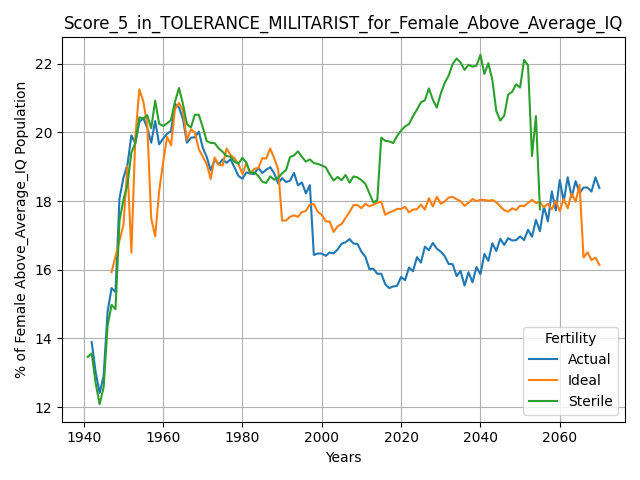 Score_5_in_TOLERANCE_MILITARIST_for_Female_Above_Average_IQ
% of Female Above_Average_IQ Population
22
20
18
16
14
12
1940 1960 1980 2000 2020 2040 2060
Years
Fertility
Actual
Ideal
Sterile